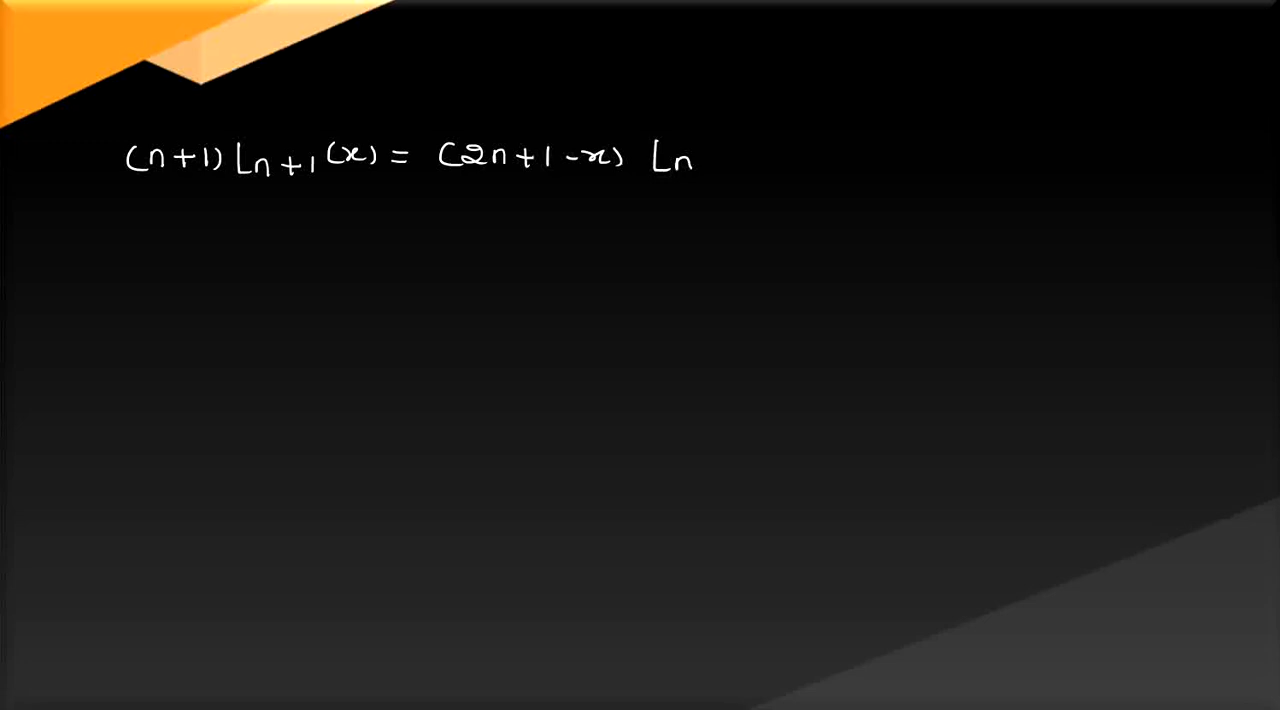 (n+1) Ln+1 (x) = (2n+1-x) Ln